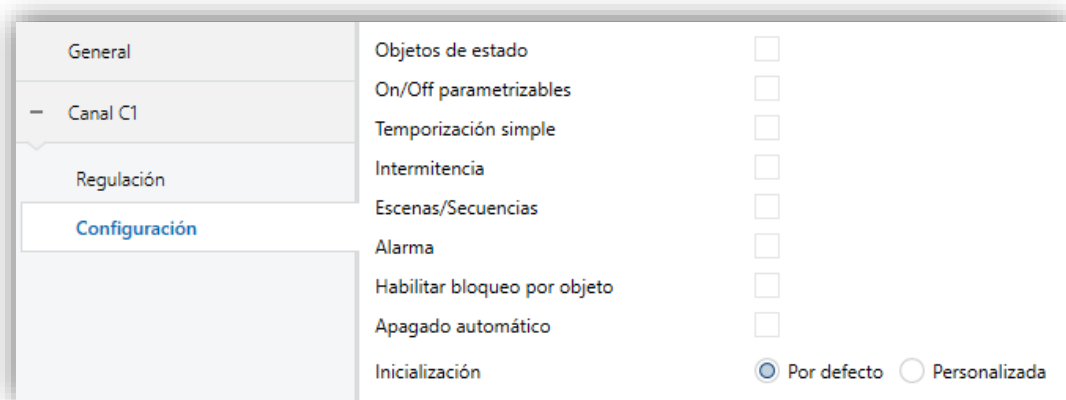 General
Canal C1
Regulación
Configuración
Objetos de estado
On/Off parametrizables
Temporización simple
Intermitencia
Escenas/Secuencias
Alarma
Habilitar bloqueo por objeto
Apagado automático
Inicialización Por defecto Personalizada